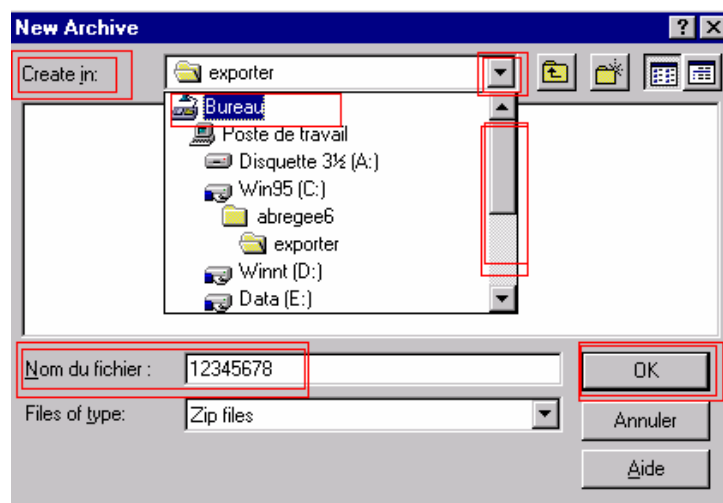 New Archive
Create in: exporter
Bureau
Poste de travail
Disquette 3½ (A:)
Win95 (C:)
abregee6
exporter
Winnt (D:)
Data (E:)
Nom du fichier : 12345678 OK
Files of type: Zip files Annuler
Aide